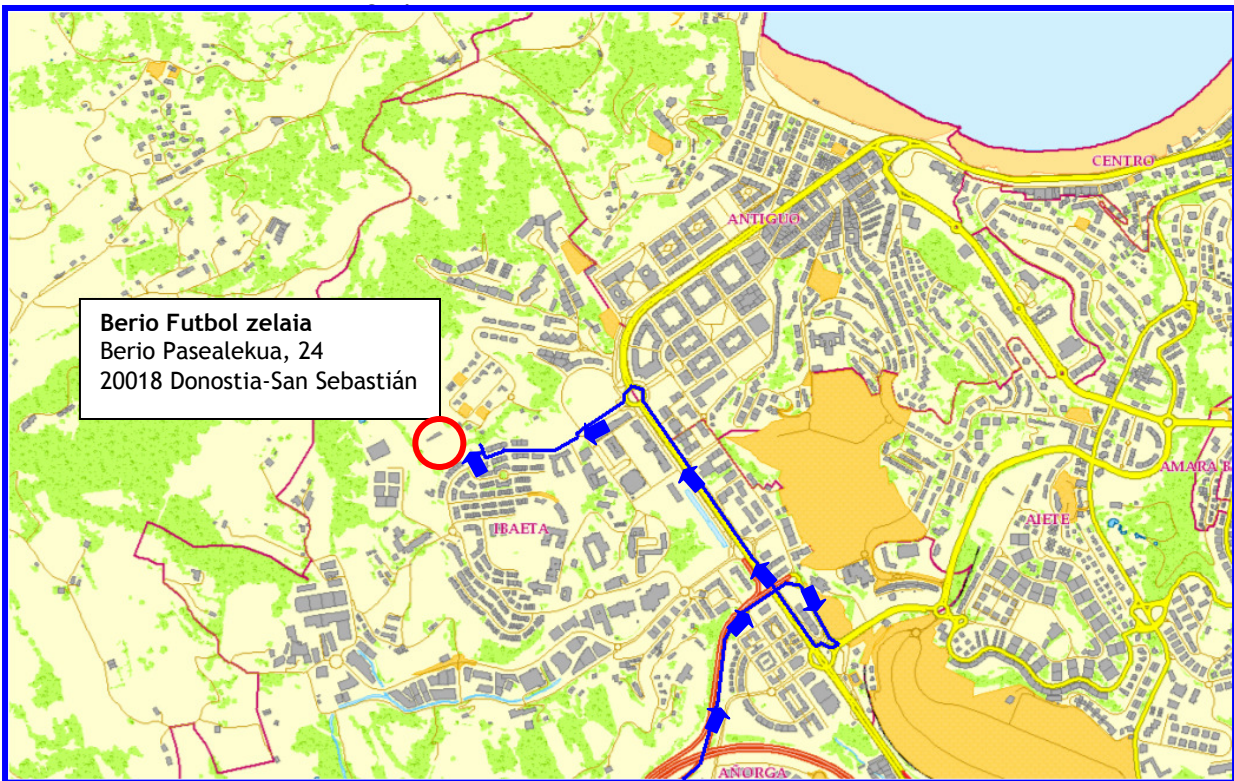 CENTRO
ANTIGUO
Berio Futbol zelaia
Berio Pasealekua, 24
20018 Donostia-San Sebastián
AMARA B
AIETE
IBAETA
AÑORGA